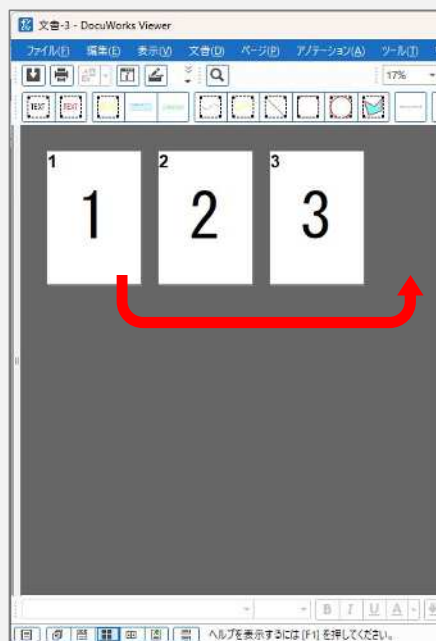 文書-3 - DocuWorks Viewer
ファイル(F) 編集(E) 表示(V) 文書(D) ページ(P) アノテーション(A) ツール(T)
17%
TEXT TEXT
1 2 3
1 2 3
B I U A
ヘルプを表示するには [F1] を押してください。